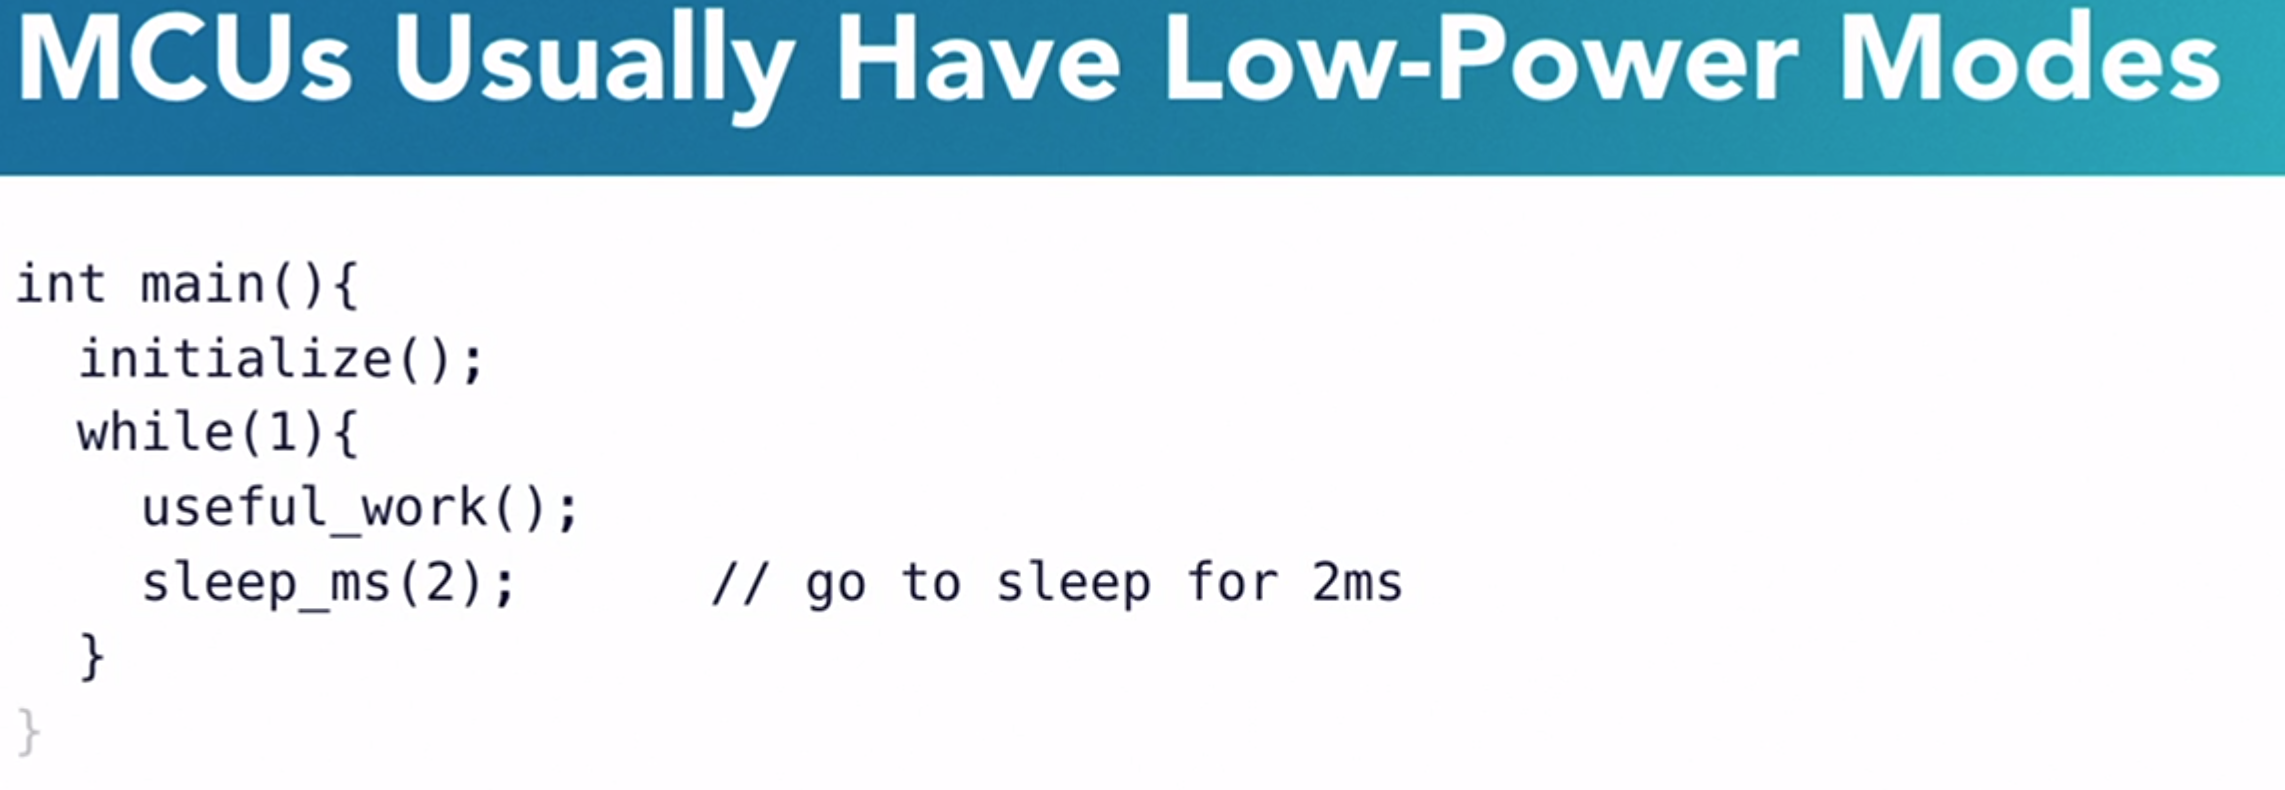 MCUs Usually Have Low-Power Modes
int main(){
  initialize();
  while(1){
    useful_work();
    sleep_ms(2);      // go to sleep for 2ms
  }
}